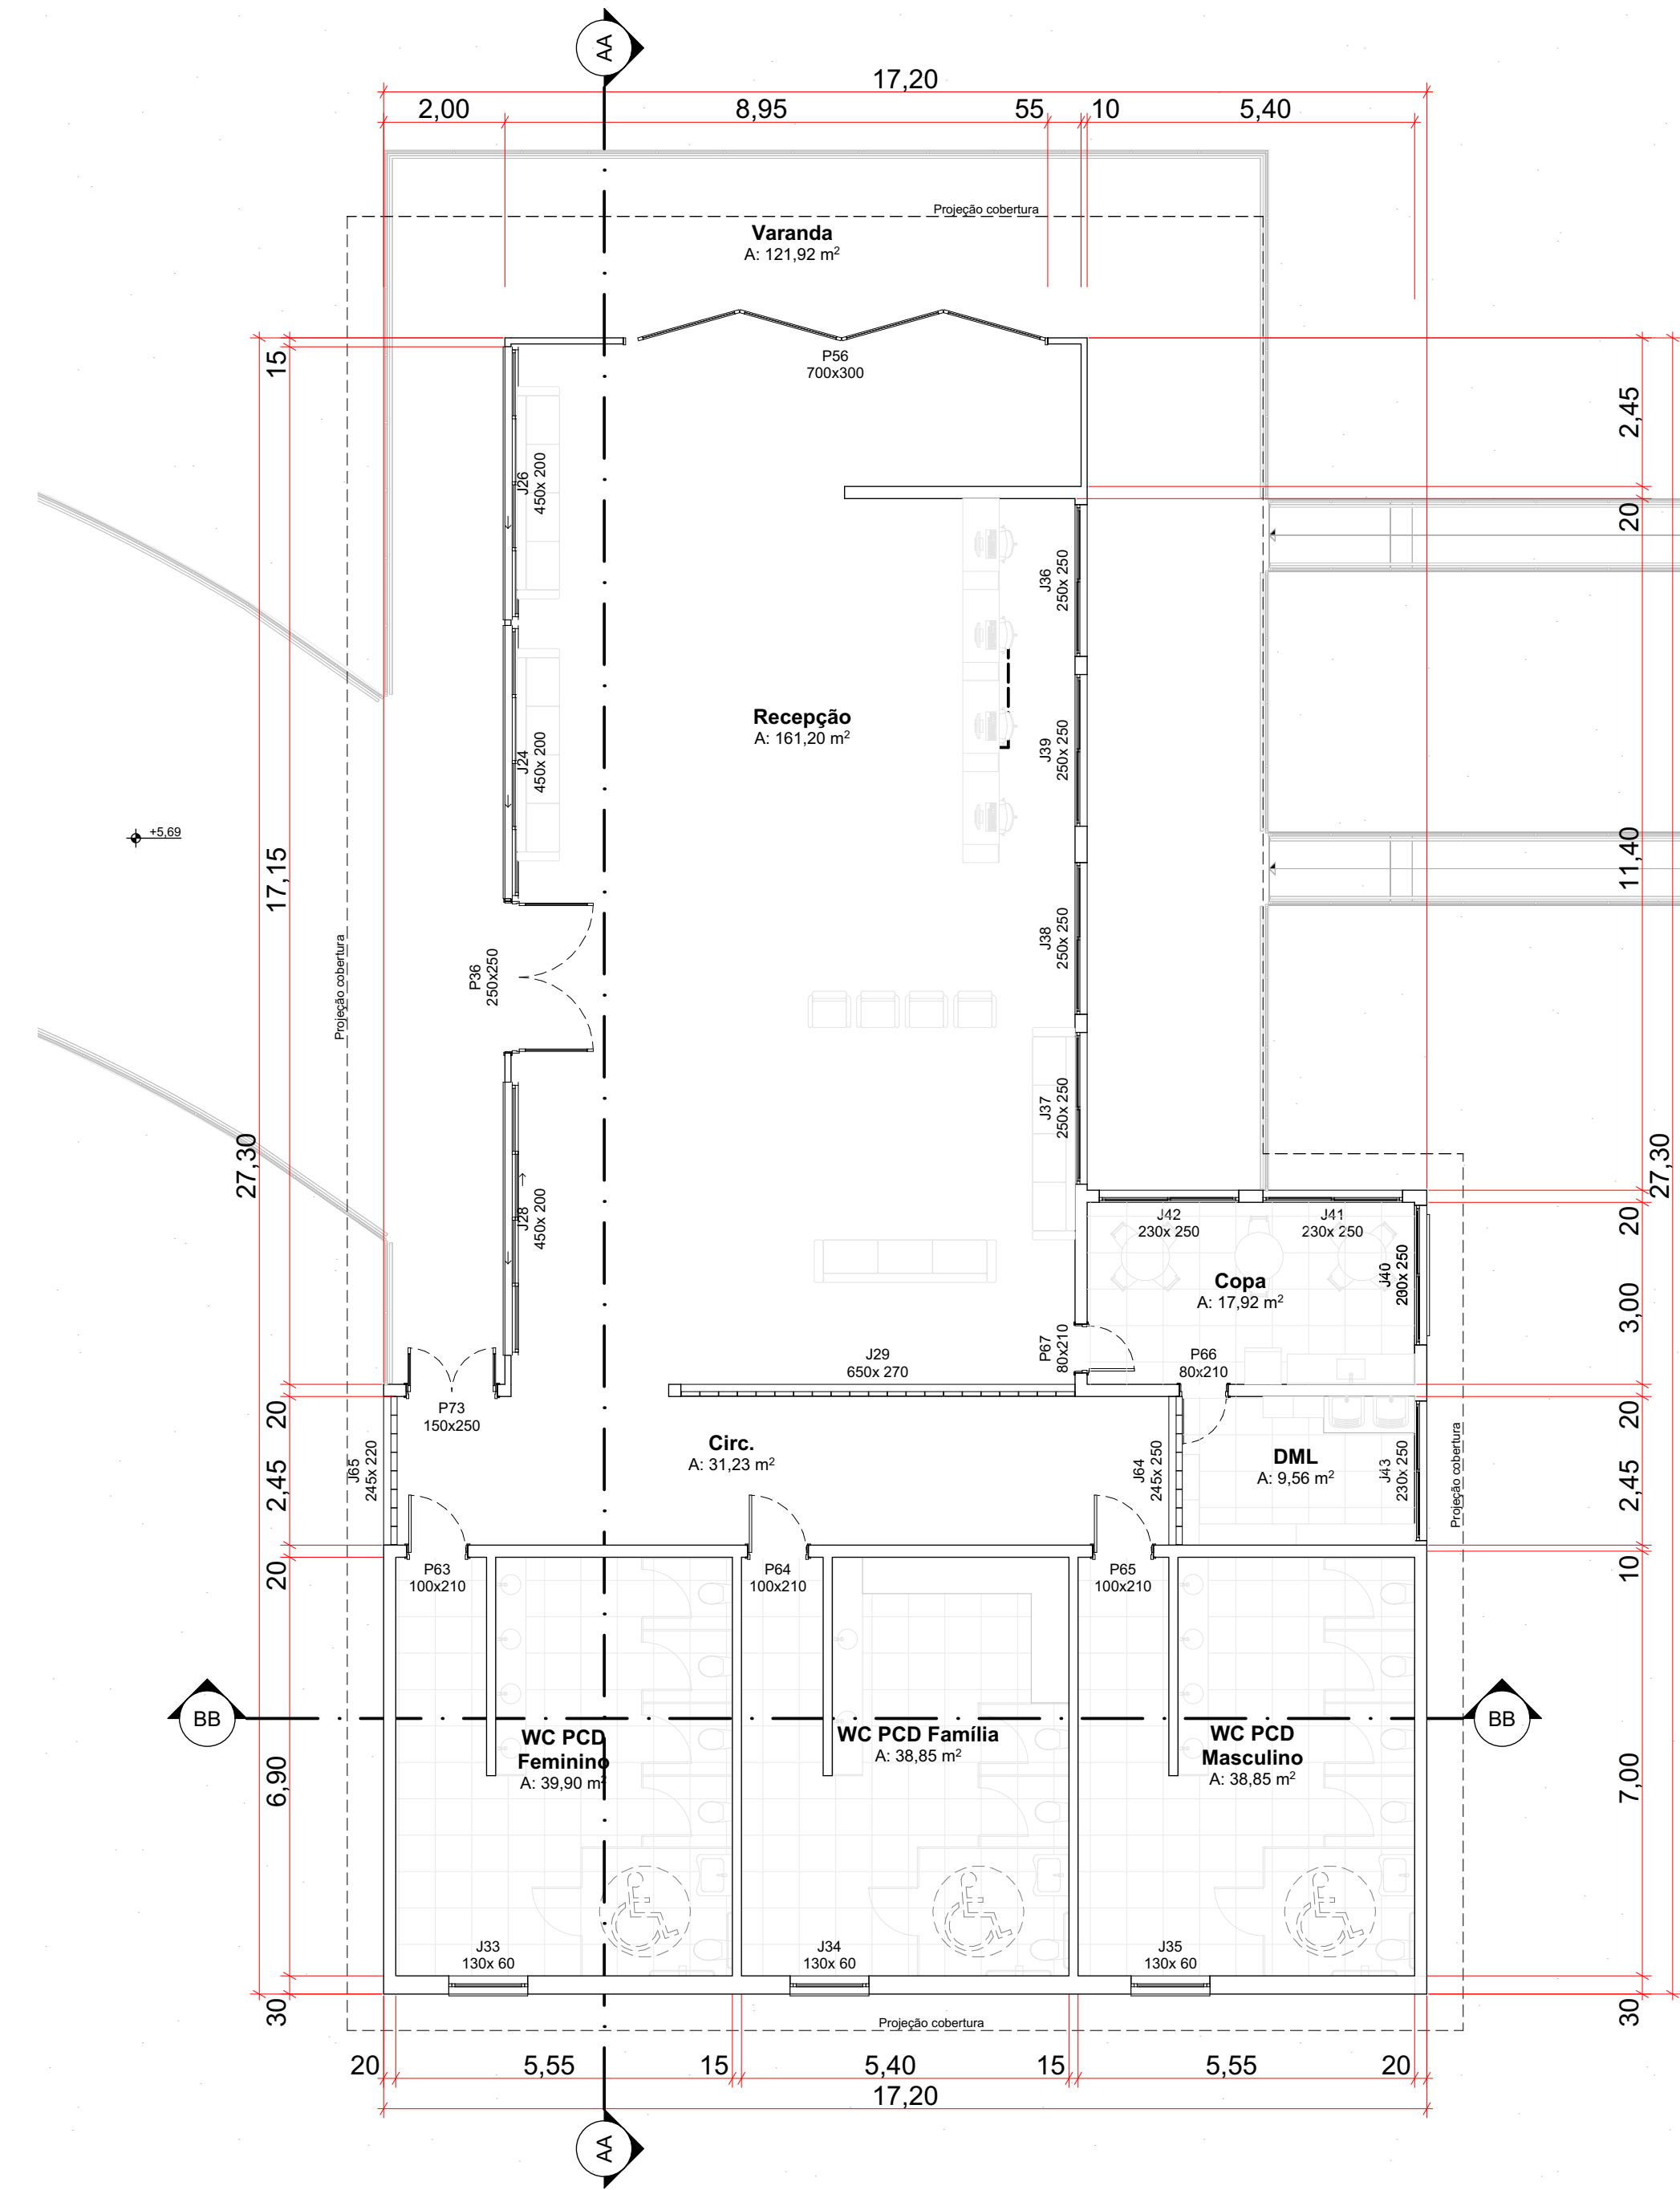 AA
17,20
2,00 8,95 55 10 5,40
Projeção cobertura
Varanda
A: 121,92 m²
P56
700x300
15
2,45
20
J26
450x 200
J36
250x 250
Recepção
A: 161,20 m²
J24
450x 200
J39
250x 250
+5,69
17,15
11,40
P36
250x250
J38
250x 250
Projeção cobertura
27,30
27,30
J37
250x 250
J28
450x 200
J42
230x 250
J41
230x 250
20
Copa
A: 17,92 m²
J40
3,00
J29
650x 270
P67
80x210
P66
80x210
P73
150x250
20
20
Circ.
A: 31,23 m²
DML
A: 9,56 m²
J65
245x 220
J64
245x 250
J43
230x 250
Projeção cobertura
2,45
2,45
P63
100x210
P64
100x210
P65
100x210
20
10
BB
BB
WC PCD
Feminino
A: 39,90 m²
WC PCD Família
A: 38,85 m²
WC PCD
Masculino
A: 38,85 m²
6,90
7,00
J33
130x 60
J34
130x 60
J35
130x 60
30
30
Projeção cobertura
20 5,55 15 5,40 15 5,55 20
17,20
AA